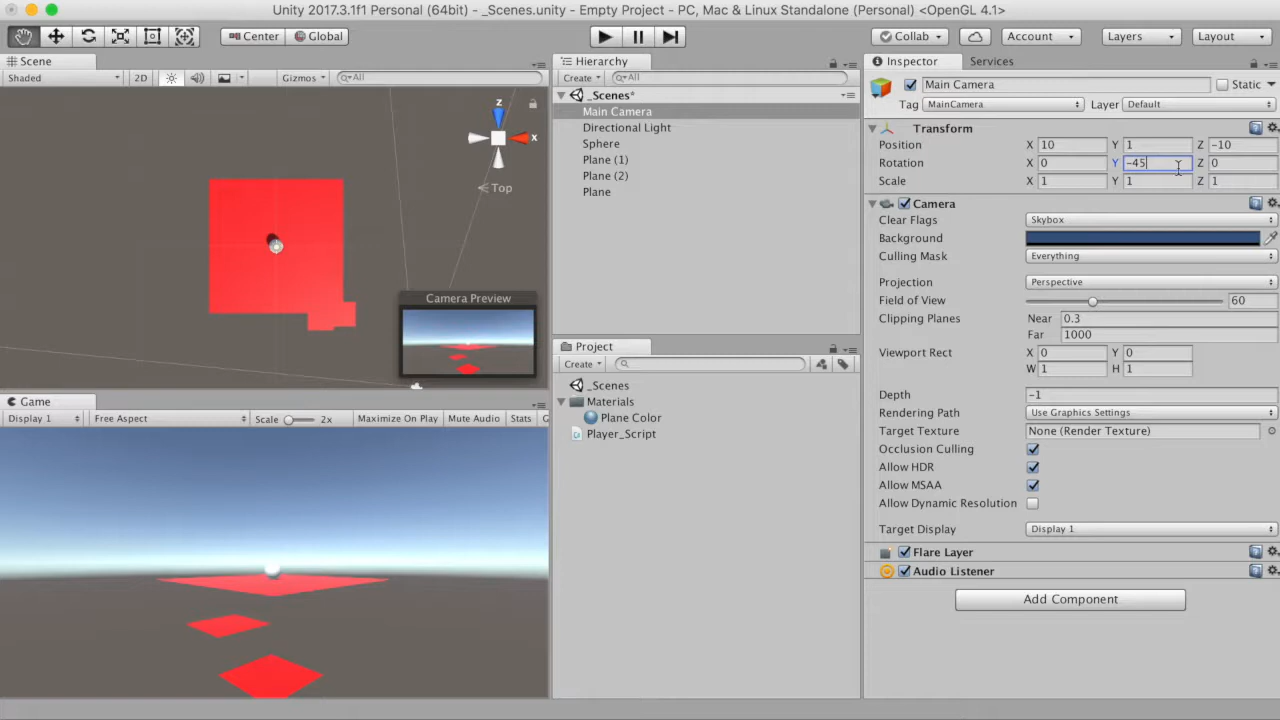 Unity 2017.3.1f1 Personal (64bit) - _Scenes.unity - Empty Project - PC, Mac & Linux Standalone (Personal) <OpenGL 4.1>
Center Global Collab Account Layers Layout
Scene
Shaded 2D Gizmos All
z
x
Top
Camera Preview
Game
Display 1 Free Aspect Scale 2x Maximize On Play Mute Audio Stats G
Hierarchy
Create All
_Scenes*
Main Camera
Directional Light
Sphere
Plane (1)
Plane (2)
Plane
Project
Create
_Scenes
Materials
Plane Color
Player_Script
Inspector Services
Main Camera Static
Tag MainCamera Layer Default
Transform
Position X 10 Y 1 Z -10
Rotation X 0 Y -45 Z 0
Scale X 1 Y 1 Z 1
Camera
Clear Flags Skybox
Background
Culling Mask Everything
Projection Perspective
Field of View 60
Clipping Planes Near 0.3
Far 1000
Viewport Rect X 0 Y 0
W 1 H 1
Depth -1
Rendering Path Use Graphics Settings
Target Texture None (Render Texture)
Occlusion Culling
Allow HDR
Allow MSAA
Allow Dynamic Resolution
Target Display Display 1
Flare Layer
Audio Listener
Add Component